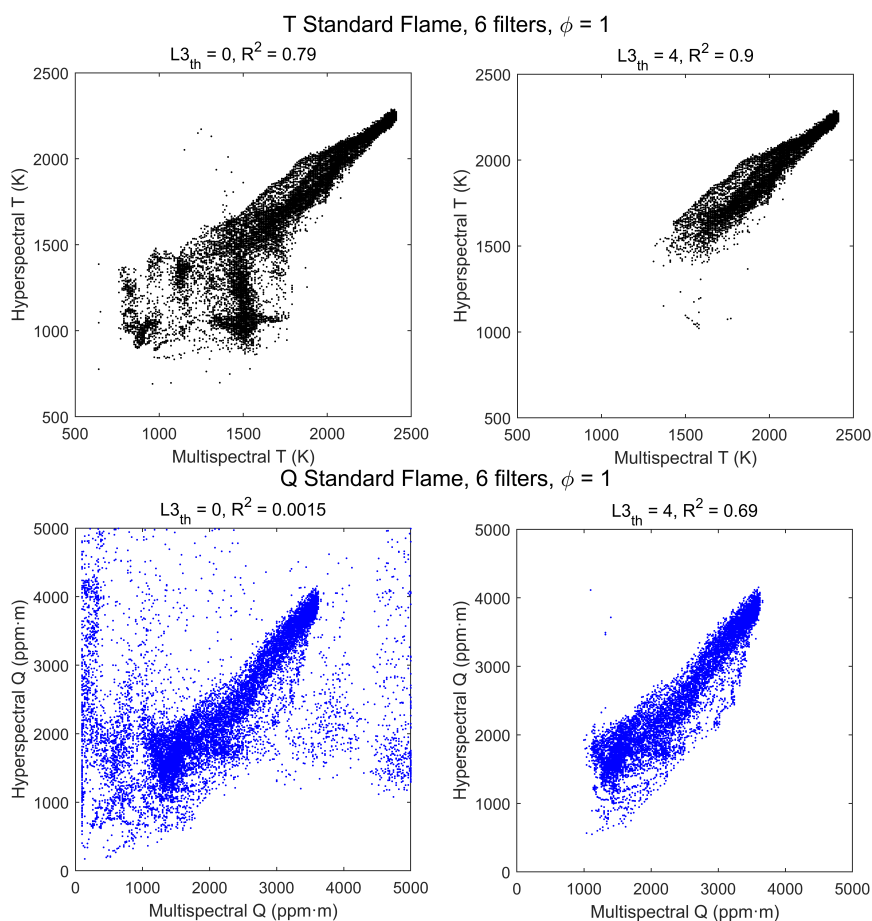 T Standard Flame, 6 filters, ϕ = 1
L3th = 0, R² = 0.79
L3th = 4, R² = 0.9
2500
2000
1500
1000
500
Hyperspectral T (K)
500 1000 1500 2000 2500
Multispectral T (K)
2500
2000
1500
1000
500
Hyperspectral T (K)
500 1000 1500 2000 2500
Multispectral T (K)
Q Standard Flame, 6 filters, ϕ = 1
L3th = 0, R² = 0.0015
L3th = 4, R² = 0.69
5000
4000
3000
2000
1000
0
Hyperspectral Q (ppm·m)
0 1000 2000 3000 4000 5000
Multispectral Q (ppm·m)
5000
4000
3000
2000
1000
0
Hyperspectral Q (ppm·m)
0 1000 2000 3000 4000 5000
Multispectral Q (ppm·m)